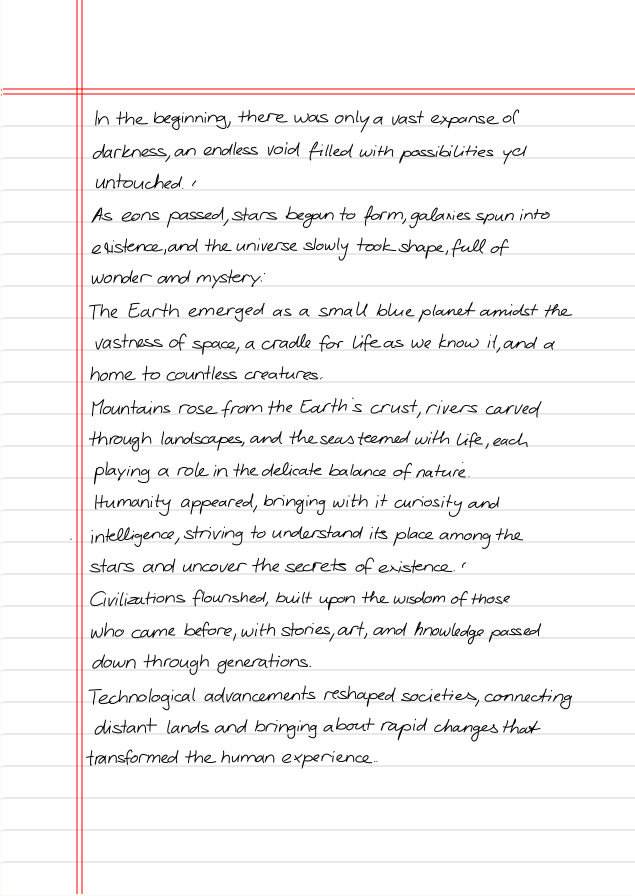 In the beginning, there was only a vast expanse of
darkness, an endless void filled with possibilities yet
untouched.
As eons passed, stars began to form, galaxies spun into
existence, and the universe slowly took shape, full of
wonder and mystery.
The Earth emerged as a small blue planet amidst the
vastness of space, a cradle for life as we know it, and a
home to countless creatures.
Mountains rose from the Earth's crust, rivers carved
through landscapes, and the seas teemed with life, each
playing a role in the delicate balance of nature.
Humanity appeared, bringing with it curiosity and
intelligence, striving to understand its place among the
stars and uncover the secrets of existence.
Civilizations flourished, built upon the wisdom of those
who came before, with stories, art, and knowledge passed
down through generations.
Technological advancements reshaped societies, connecting
distant lands and bringing about rapid changes that
transformed the human experience.